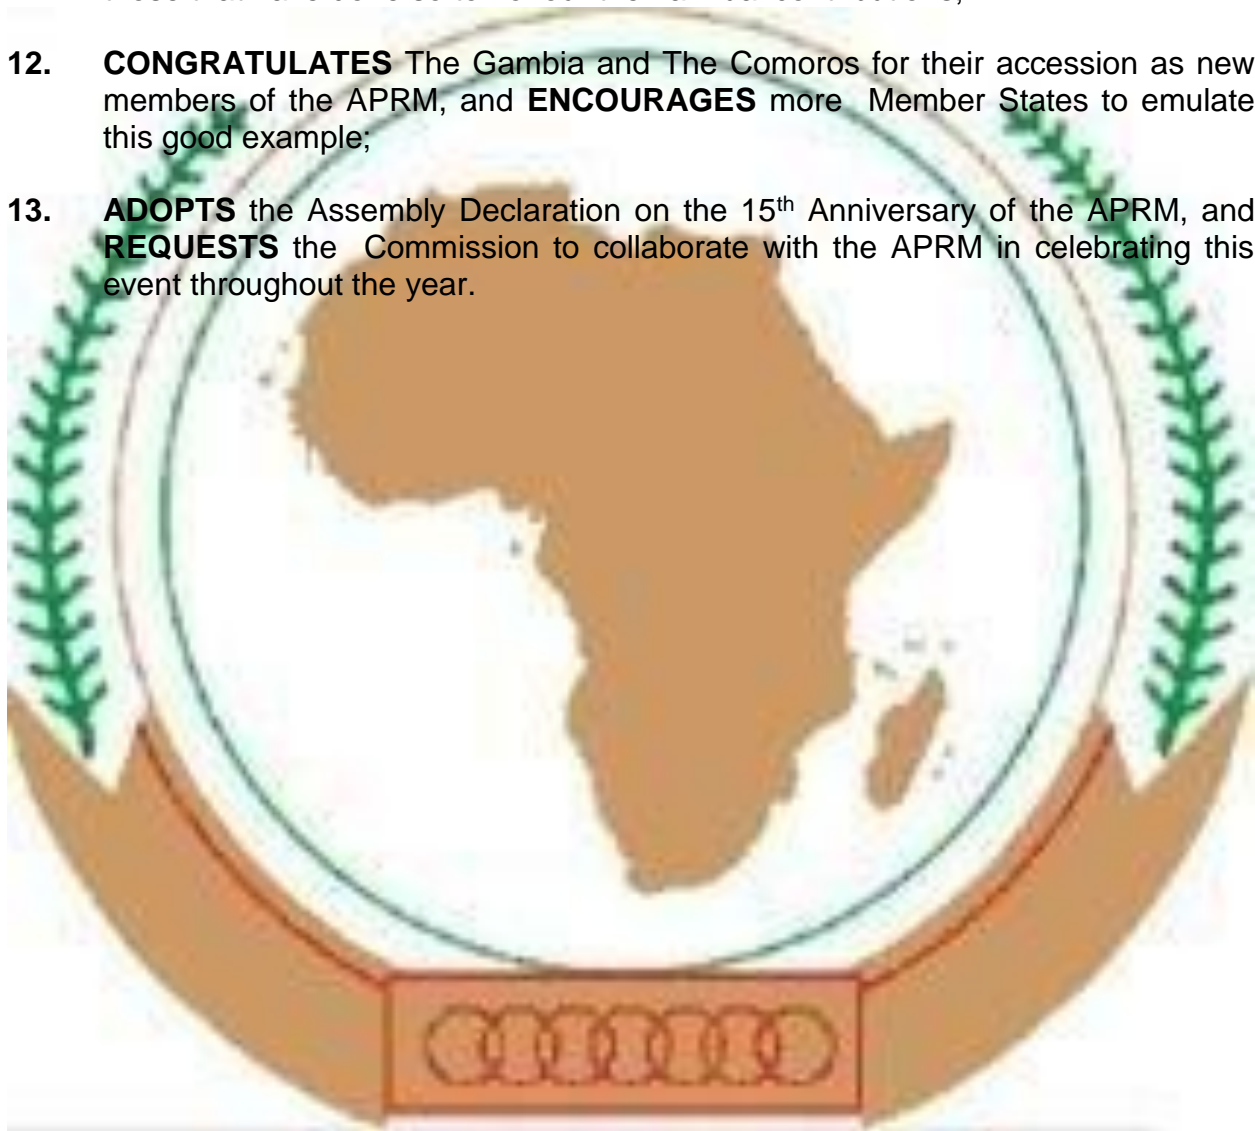 12. CONGRATULATES The Gambia and The Comoros for their accession as new
members of the APRM, and ENCOURAGES more Member States to emulate
this good example;
13. ADOPTS the Assembly Declaration on the 15th Anniversary of the APRM, and
REQUESTS the Commission to collaborate with the APRM in celebrating this
event throughout the year.